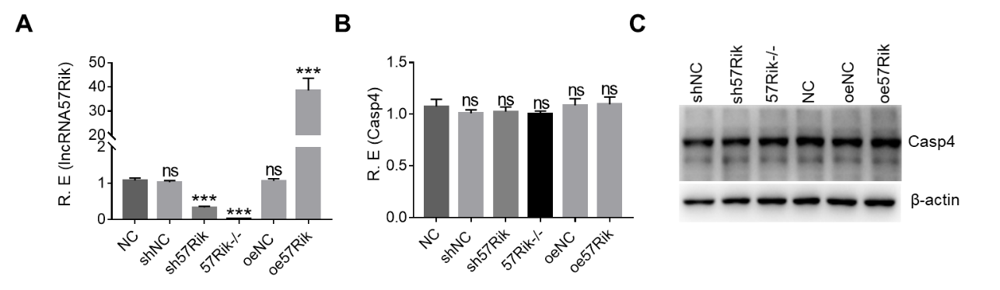 A
R. E (lncRNA57Rik)
50
40
30
20
2
1
0
ns
***
***
ns
***
NC
shNC
sh57Rik
57Rik-/-
oeNC
oe57Rik
B
R. E (Casp4)
1.5
1.0
0.5
0.0
ns
ns
ns
ns
ns
NC
shNC
sh57Rik
57Rik-/-
oeNC
oe57Rik
C
shNC
sh57Rik
57Rik-/-
NC
oeNC
oe57Rik
Casp4
β-actin